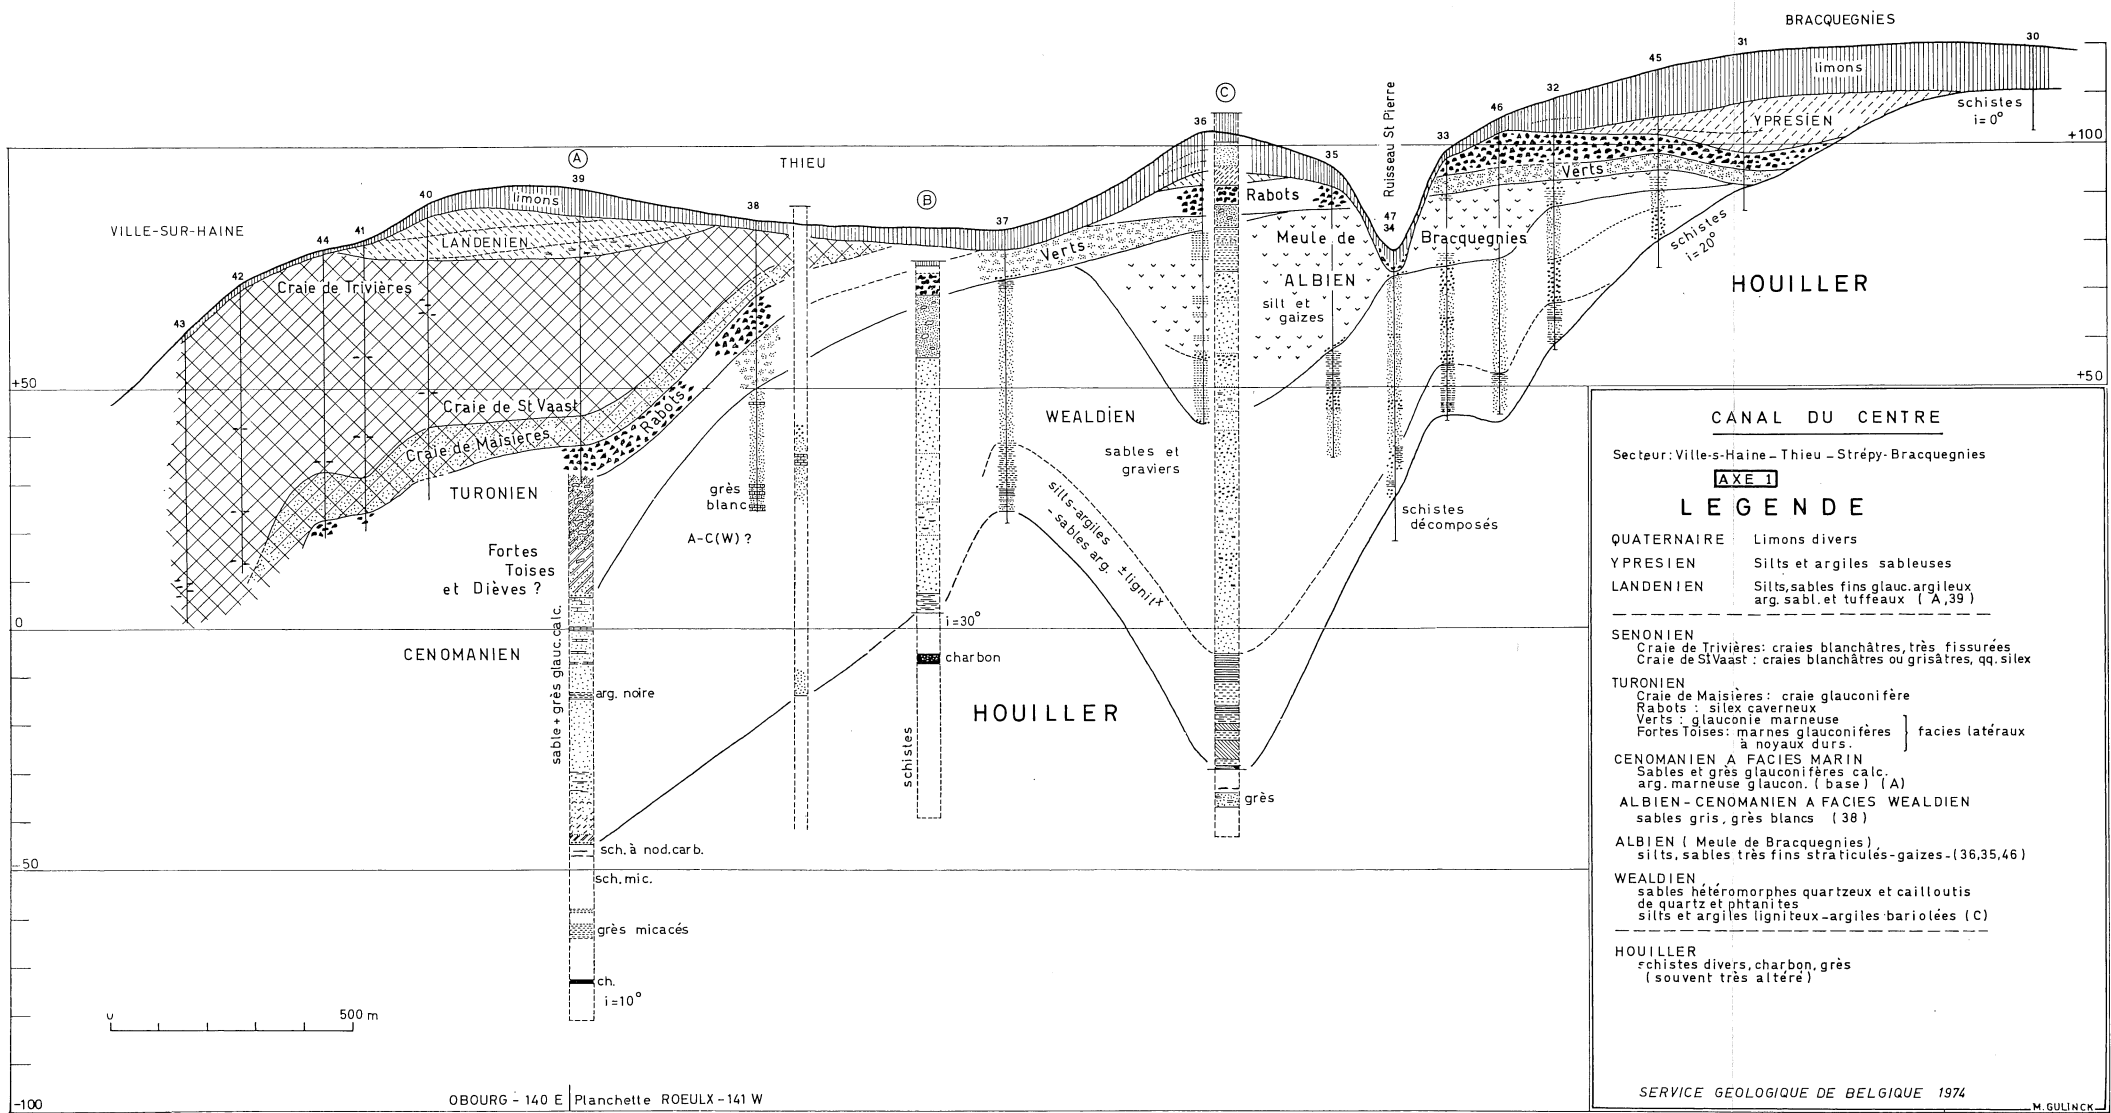 BRACQUEGNIES
30
31
45
limons
32
46
schistes
i=0°
YPRESIEN
+100
C
36
35
Ruisseau St Pierre
33
A
39
THIEU
40
limons
B
38
37
Rabots
Verts
47
34
VILLE-SUR-HAINE
44
41
LANDENIEN
42
Verts
Meule de
Bracquegnies
schistes
i=20°
Craie de Trivières
ALBIEN
HOUILLER
silt et
gaizes
43
+50
+50
Craie de St Vaast
Rabots
WEALDIEN
Craie de Maisières
sables et
graviers
TURONIEN
grès
blanc
silts-argiles
- sables arg. ± lignit x
schistes
décomposés
A-C(W) ?
Fortes
Toises
et Dièves ?
0
i=30°
CENOMANIEN
sable + grès glauc. calc.
charbon
arg. noire
HOUILLER
schistes
grès
sch. à nod. carb.
-50
sch. mic.
grès micacés
ch.
i=10°
0
500 m
-100
OBOURG - 140 E
Planchette ROEULX - 141 W
CANAL DU CENTRE
Secteur: Ville-s-Haine – Thieu – Strépy-Bracquegnies
AXE 1
LEGENDE
QUATERNAIRE Limons divers
YPRESIEN Silts et argiles sableuses
LANDENIEN Silts, sables fins glauc. argileux
arg. sabl. et tuffeaux ( A, 39 )
SENONIEN
Craie de Trivières: craies blanchâtres, très fissurées
Craie de St Vaast : craies blanchâtres ou grisâtres, qq. silex
TURONIEN
Craie de Maisières : craie glauconifère
Rabots : silex caverneux
Verts : glauconie marneuse
Fortes Toises: marnes glauconifères
à noyaux durs.
facies latéraux
CENOMANIEN A FACIES MARIN
Sables et grès glauconifères calc.
arg. marneuse glaucon. ( base ) ( A )
ALBIEN - CENOMANIEN A FACIES WEALDIEN
sables gris, grès blancs ( 38 )
ALBIEN ( Meule de Bracquegnies )
silts, sables très fins straticulés - gaizes - (36, 35, 46)
WEALDIEN
sables hétéromorphes quartzeux et cailloutis
de quartz et phtanites
silts et argiles ligniteux – argiles bariolées (C)
HOUILLER
schistes divers, charbon, grès
( souvent très altéré )
SERVICE GEOLOGIQUE DE BELGIQUE 1974
M. GULINCK